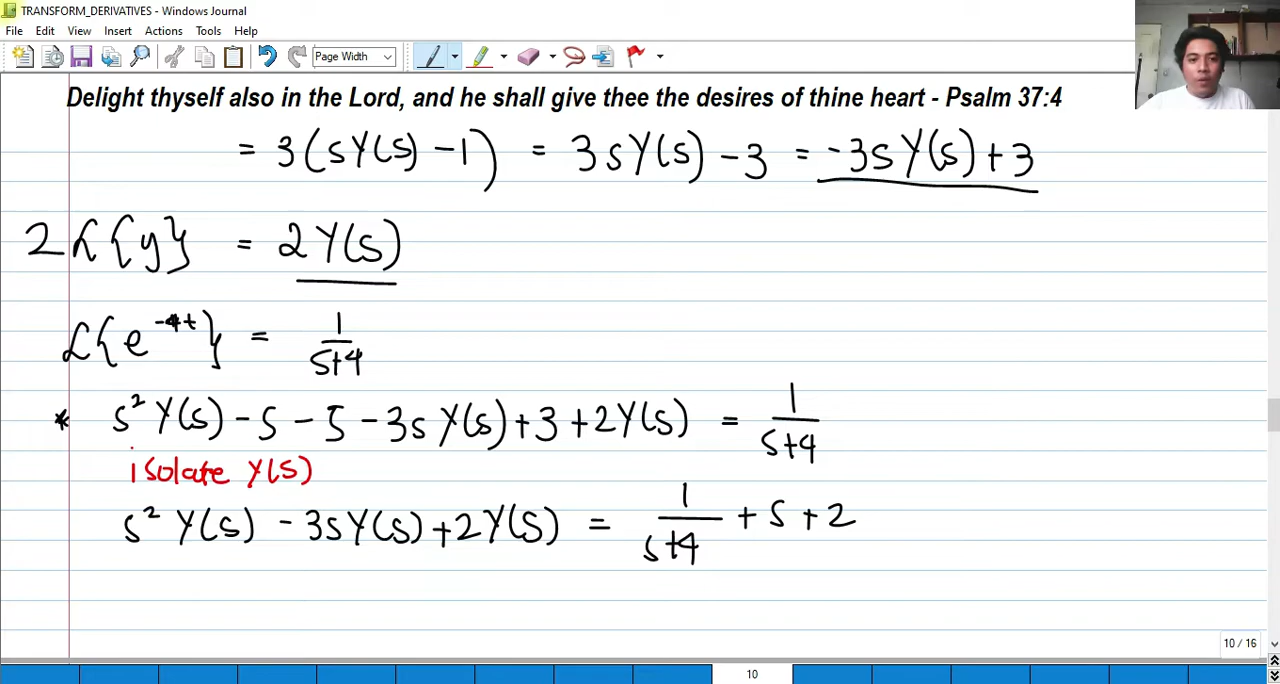 TRANSFORM_DERIVATIVES - Windows Journal
File Edit View Insert Actions Tools Help
Page Width
Delight thyself also in the Lord, and he shall give thee the desires of thine heart - Psalm 37:4
= 3(sY(s) - 1) = 3sY(s) - 3 = -3sY(s) + 3
2ℒ{y} = 2Y(s)
ℒ{e^{-4t}} = 1/(s+4)
* s² Y(s) - s - 5 - 3sY(s) + 3 + 2Y(s) = 1/(s+4)
isolate Y(s)
s² Y(s) - 3sY(s) + 2Y(s) = 1/(s+4) + s + 2
10 / 16
10